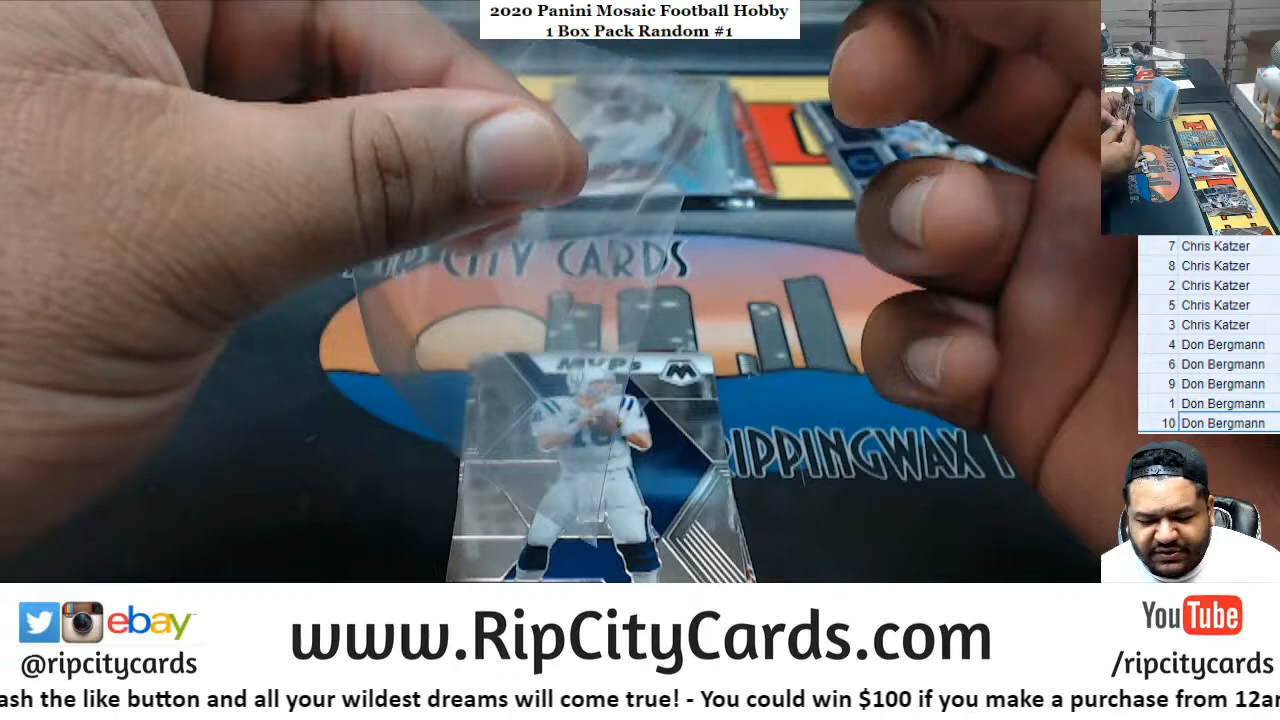 2020 Panini Mosaic Football Hobby
1 Box Pack Random #1
RIP CITY CARDS
MVPs
RIPPINGWAX
7 Chris Katzer
8 Chris Katzer
2 Chris Katzer
5 Chris Katzer
3 Chris Katzer
4 Don Bergmann
6 Don Bergmann
9 Don Bergmann
1 Don Bergmann
10 Don Bergmann
ebay
@ripcitycards
www.RipCityCards.com
YouTube
/ripcitycards
ash the like button and all your wildest dreams will come true! - You could win $100 if you make a purchase from 12a